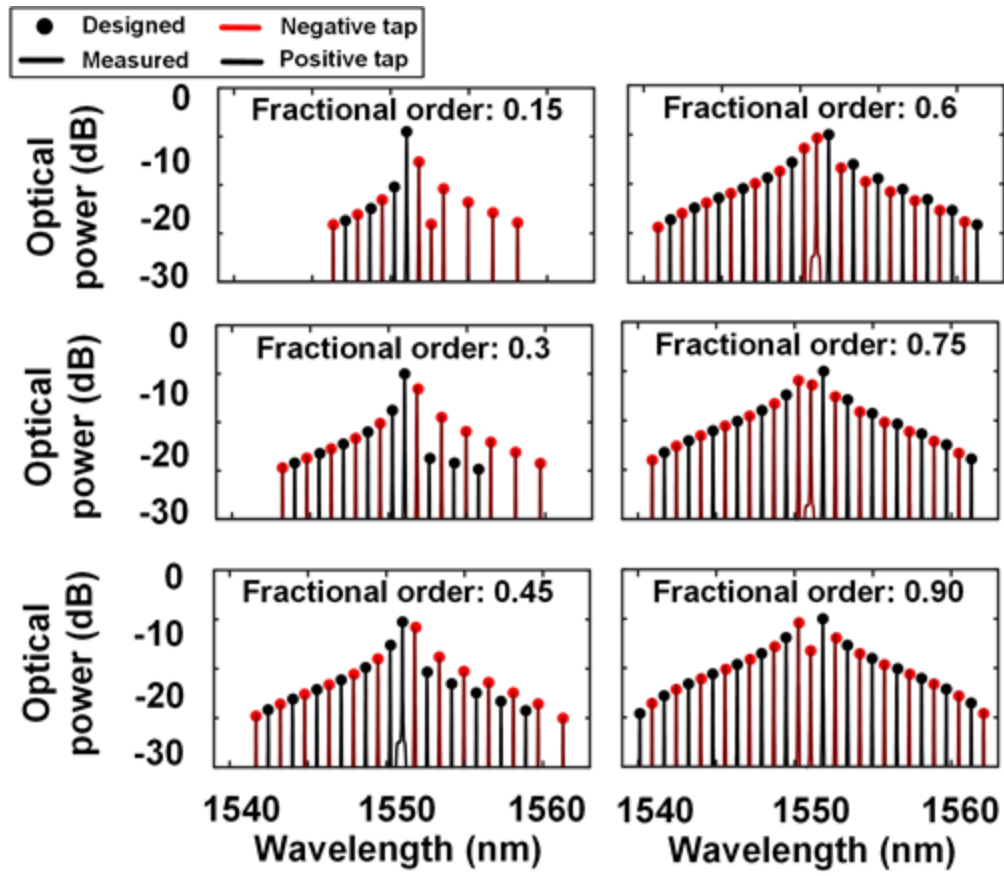 Designed Negative tap
Measured Positive tap
Optical power (dB)
0
-10
-20
-30
Fractional order: 0.15
Fractional order: 0.6
Optical power (dB)
0
-10
-20
-30
Fractional order: 0.3
Fractional order: 0.75
Optical power (dB)
0
-10
-20
-30
Fractional order: 0.45
Fractional order: 0.90
1540 1550 1560 1540 1550 1560
Wavelength (nm) Wavelength (nm)